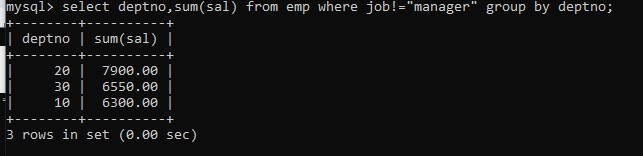 mysql> select deptno,sum(sal) from emp where job!="manager" group by deptno;
+--------+----------+
| deptno | sum(sal) |
+--------+----------+
|     20 |  7900.00 |
|     30 |  6550.00 |
|     10 |  6300.00 |
+--------+----------+
3 rows in set (0.00 sec)